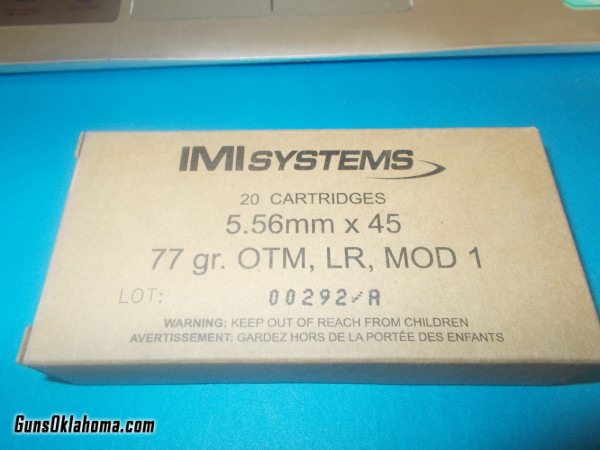 IMI SYSTEMS
20 CARTRIDGES
5.56mm x 45
77 gr. OTM, LR, MOD 1
LOT: 00292/A
WARNING: KEEP OUT OF REACH FROM CHILDREN
AVERTISSEMENT: GARDEZ HORS DE LA PORTÉE DES ENFANTS
GunsOklahoma.com